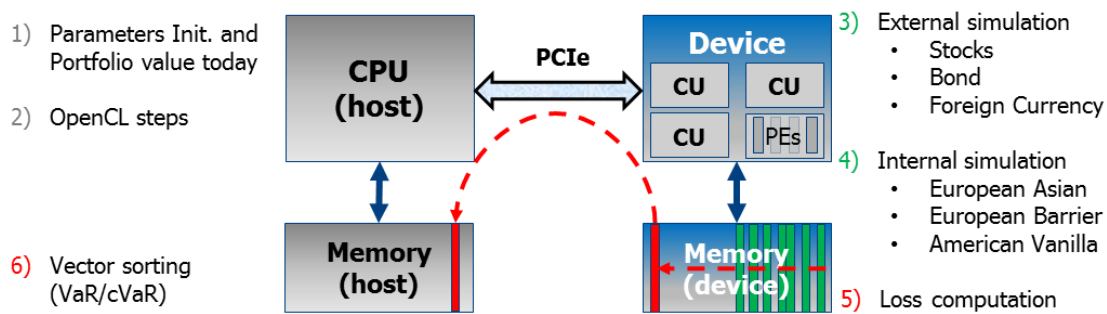 1) Parameters Init. and
Portfolio value today
2) OpenCL steps
CPU
(host)
PCIe
Device
CU
CU
CU
PEs
3) External simulation
• Stocks
• Bond
• Foreign Currency
4) Internal simulation
• European Asian
• European Barrier
• American Vanilla
6) Vector sorting
(VaR/cVaR)
Memory
(host)
Memory
(device)
5) Loss computation